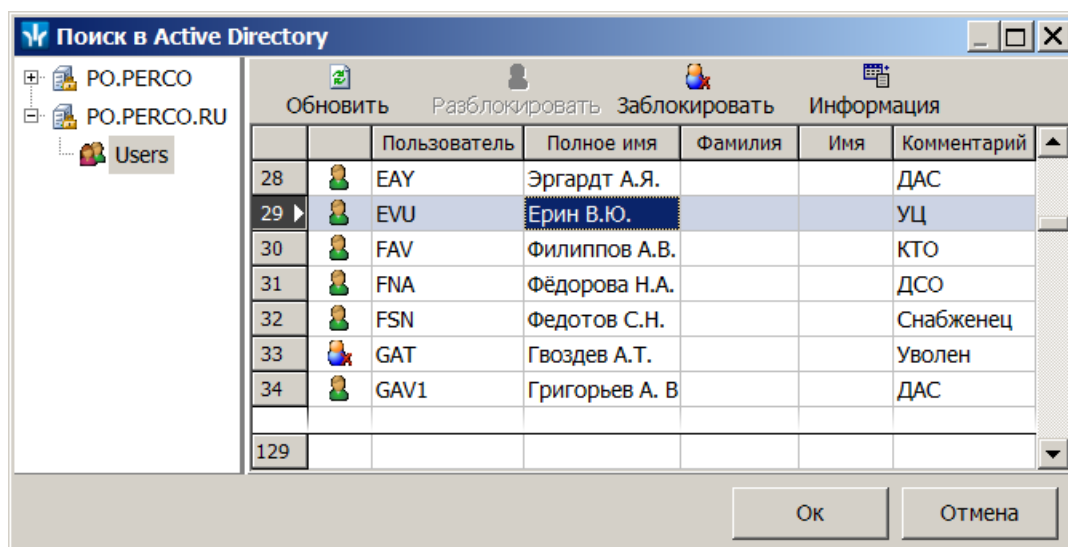 Поиск в Active Directory
PO.PERCO
PO.PERCO.RU
Users
Обновить Разблокировать Заблокировать Информация
Пользователь Полное имя Фамилия Имя Комментарий
28 EAY Эргардт А.Я. ДАС
29 EVU Ерин В.Ю. УЦ
30 FAV Филиппов А.В. КТО
31 FNA Фёдорова Н.А. ДСО
32 FSN Федотов С.Н. Снабженец
33 GAT Гвоздев А.Т. Уволен
34 GAV1 Григорьев А. В ДАС
129
Ок Отмена